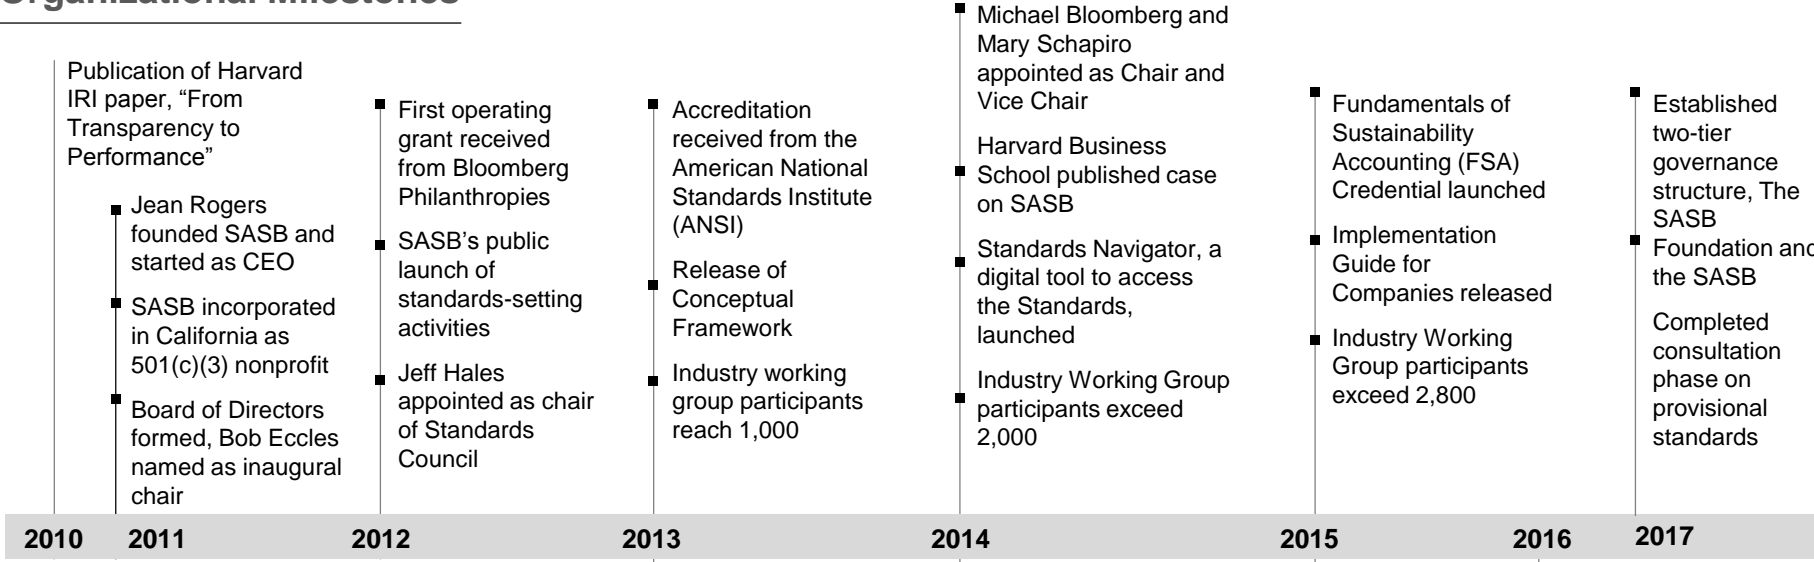 Organizational Milestones
Publication of Harvard
IRI paper, “From
Transparency to
Performance”
Jean Rogers
founded SASB and
started as CEO
SASB incorporated
in California as
501(c)(3) nonprofit
Board of Directors
formed, Bob Eccles
named as inaugural
chair
First operating
grant received
from Bloomberg
Philanthropies
SASB’s public
launch of
standards-setting
activities
Jeff Hales
appointed as chair
of Standards
Council
Accreditation
received from the
American National
Standards Institute
(ANSI)
Release of
Conceptual
Framework
Industry working
group participants
reach 1,000
Michael Bloomberg and
Mary Schapiro
appointed as Chair and
Vice Chair
Harvard Business
School published case
on SASB
Standards Navigator, a
digital tool to access
the Standards,
launched
Industry Working Group
participants exceed
2,000
Fundamentals of
Sustainability
Accounting (FSA)
Credential launched
Implementation
Guide for
Companies released
Industry Working
Group participants
exceed 2,800
Established
two-tier
governance
structure, The
SASB
Foundation and
the SASB
Completed
consultation
phase on
provisional
standards
2010 2011 2012 2013 2014 2015 2016 2017